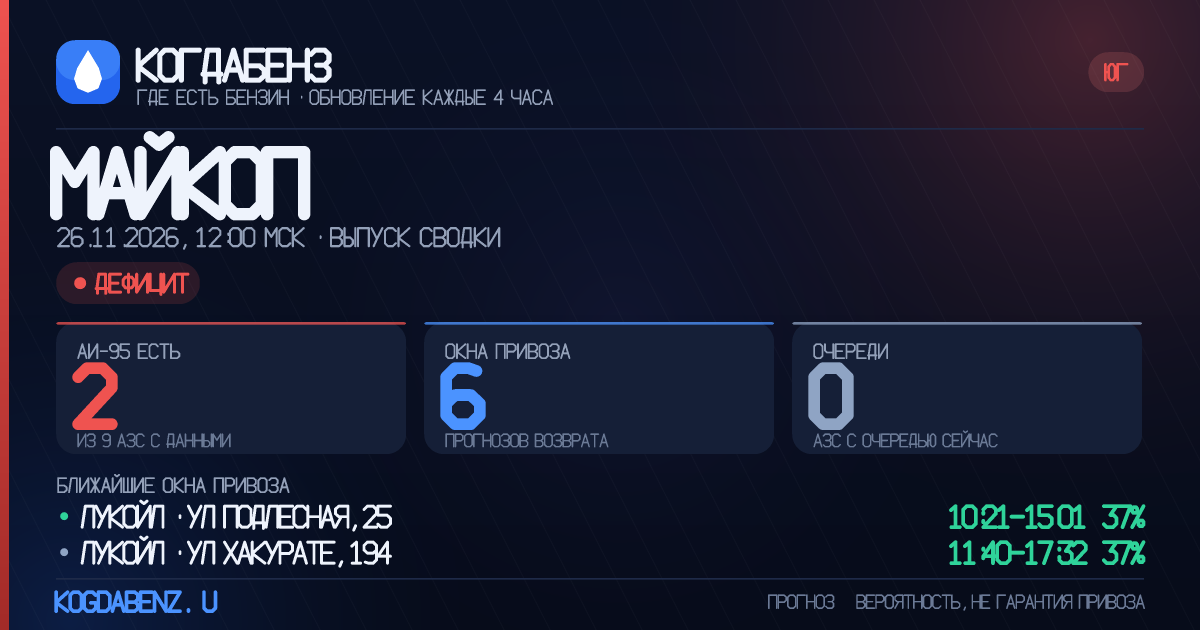 КОГДАБЕНЗ
ГДЕ ЕСТЬ БЕНЗИН · ОБНОВЛЕНИЕ КАЖДЫЕ 4 ЧАСА
ЮГ
МАЙКОП
26.11.2026, 12:00 МСК · ВЫПУСК СВОДКИ
ДЕФИЦИТ
АИ-95 ЕСТЬ
2
ИЗ 9 АЗС С ДАННЫМИ
ОКНА ПРИВОЗА
6
ПРОГНОЗОВ ВОЗВРАТА
ОЧЕРЕДИ
0
АЗС С ОЧЕРЕДЬЮ СЕЙЧАС
БЛИЖАЙШИЕ ОКНА ПРИВОЗА
• ЛУКОЙЛ · УЛ ПОДЛЕСНАЯ, 25 10:21–15:01 37%
• ЛУКОЙЛ · УЛ ХАКУРАТЕ, 194 11:40–17:32 37%
KOGDABENZ. U
ПРОГНОЗ ВЕРОЯТНОСТЬ, НЕ ГАРАНТИЯ ПРИВОЗА